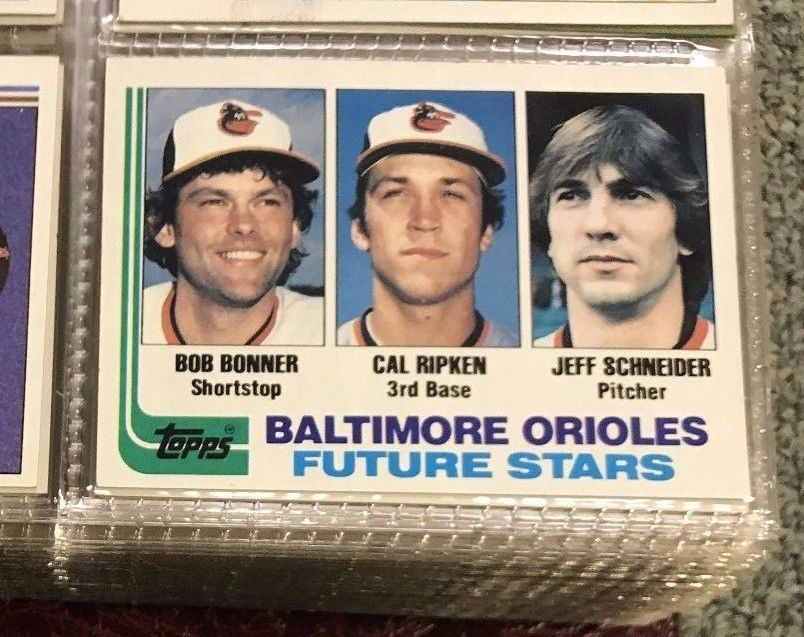 BOB BONNER
Shortstop
CAL RIPKEN
3rd Base
JEFF SCHNEIDER
Pitcher
TOPPS®
BALTIMORE ORIOLES
FUTURE STARS